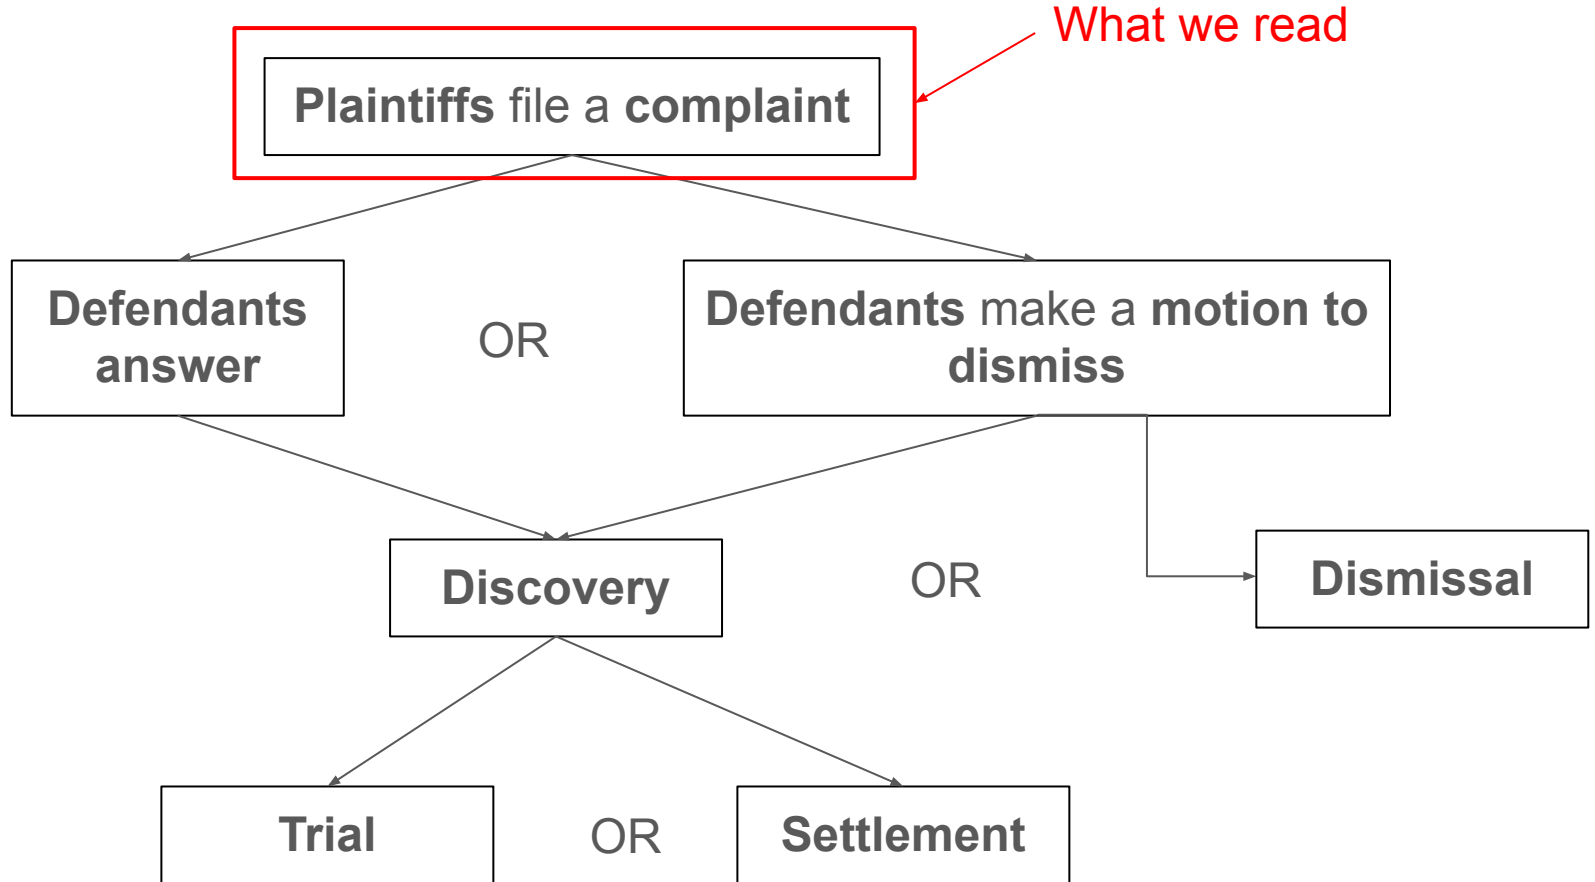 What we read
Plaintiffs file a complaint
Defendants
answer
OR
Defendants make a motion to
dismiss
Discovery
OR
Dismissal
Trial
OR
Settlement